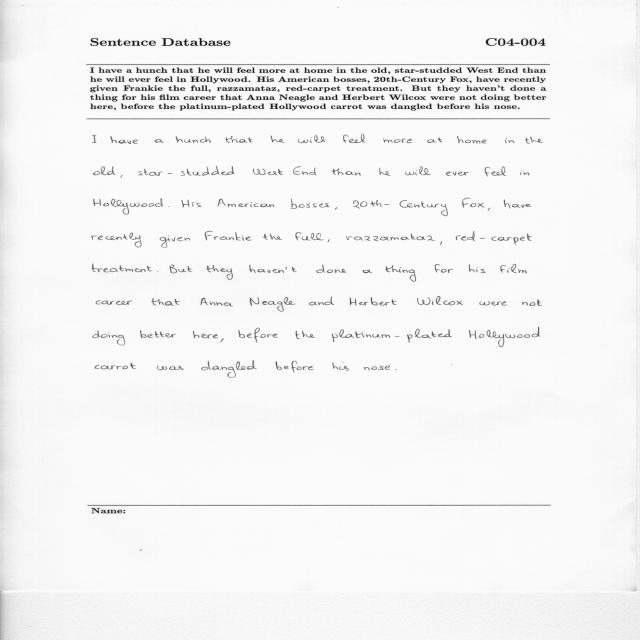 Sentence Database C04-004
I have a hunch that he will feel more at home in the old, star-studded West End than
he will ever feel in Hollywood. His American bosses, 20th-Century Fox, have recently
given Frankie the full, razzamataz, red-carpet treatment. But they haven't done a
thing for his film career that Anna Neagle and Herbert Wilcox were not doing better
here, before the platinum-plated Hollywood carrot was dangled before his nose.
I have a hunch that he will feel more at home in the
old, star-studded West End than he will ever feel in
Hollywood. His American bosses, 20th-Century Fox, have
recently given Frankie the full, razzamataz, red-carpet
treatment. But they haven't done a thing for his film
career that Anna Neagle and Herbert Wilcox were not
doing better here, before the platinum-plated Hollywood
carrot was dangled before his nose.
Name: